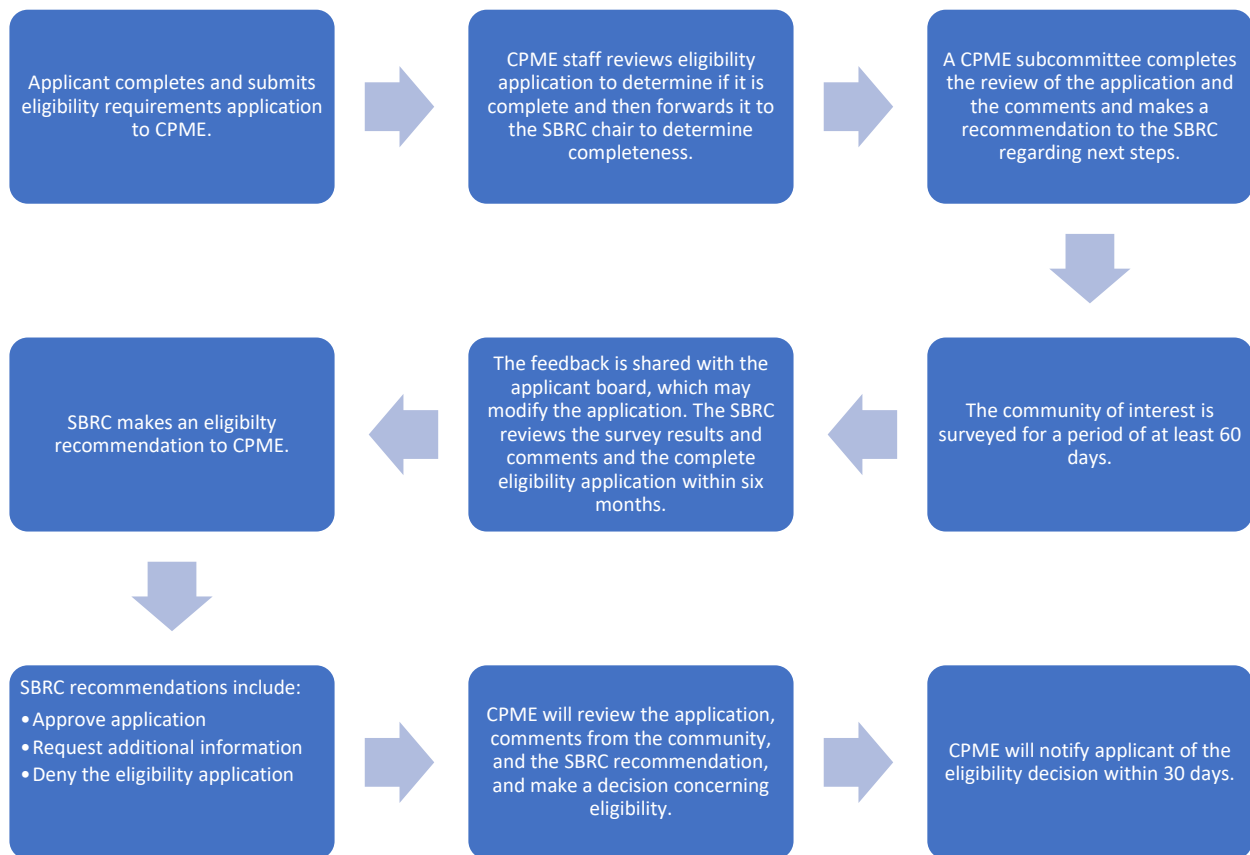 Applicant completes and submits
eligibility requirements application
to CPME.
CPME staff reviews eligibility
application to determine if it is
complete and then forwards it to
the SBRC chair to determine
completeness.
A CPME subcommittee completes
the review of the application and
the comments and makes a
recommendation to the SBRC
regarding next steps.
The community of interest is
surveyed for a period of at least 60
days.
The feedback is shared with the
applicant board, which may
modify the application. The SBRC
reviews the survey results and
comments and the complete
eligibility application within six
months.
SBRC makes an eligibilty
recommendation to CPME.
SBRC recommendations include:
•Approve application
•Request additional information
•Deny the eligibility application
CPME will review the application,
comments from the community,
and the SBRC recommendation,
and make a decision concerning
eligibility.
CPME will notify applicant of the
eligibility decision within 30 days.